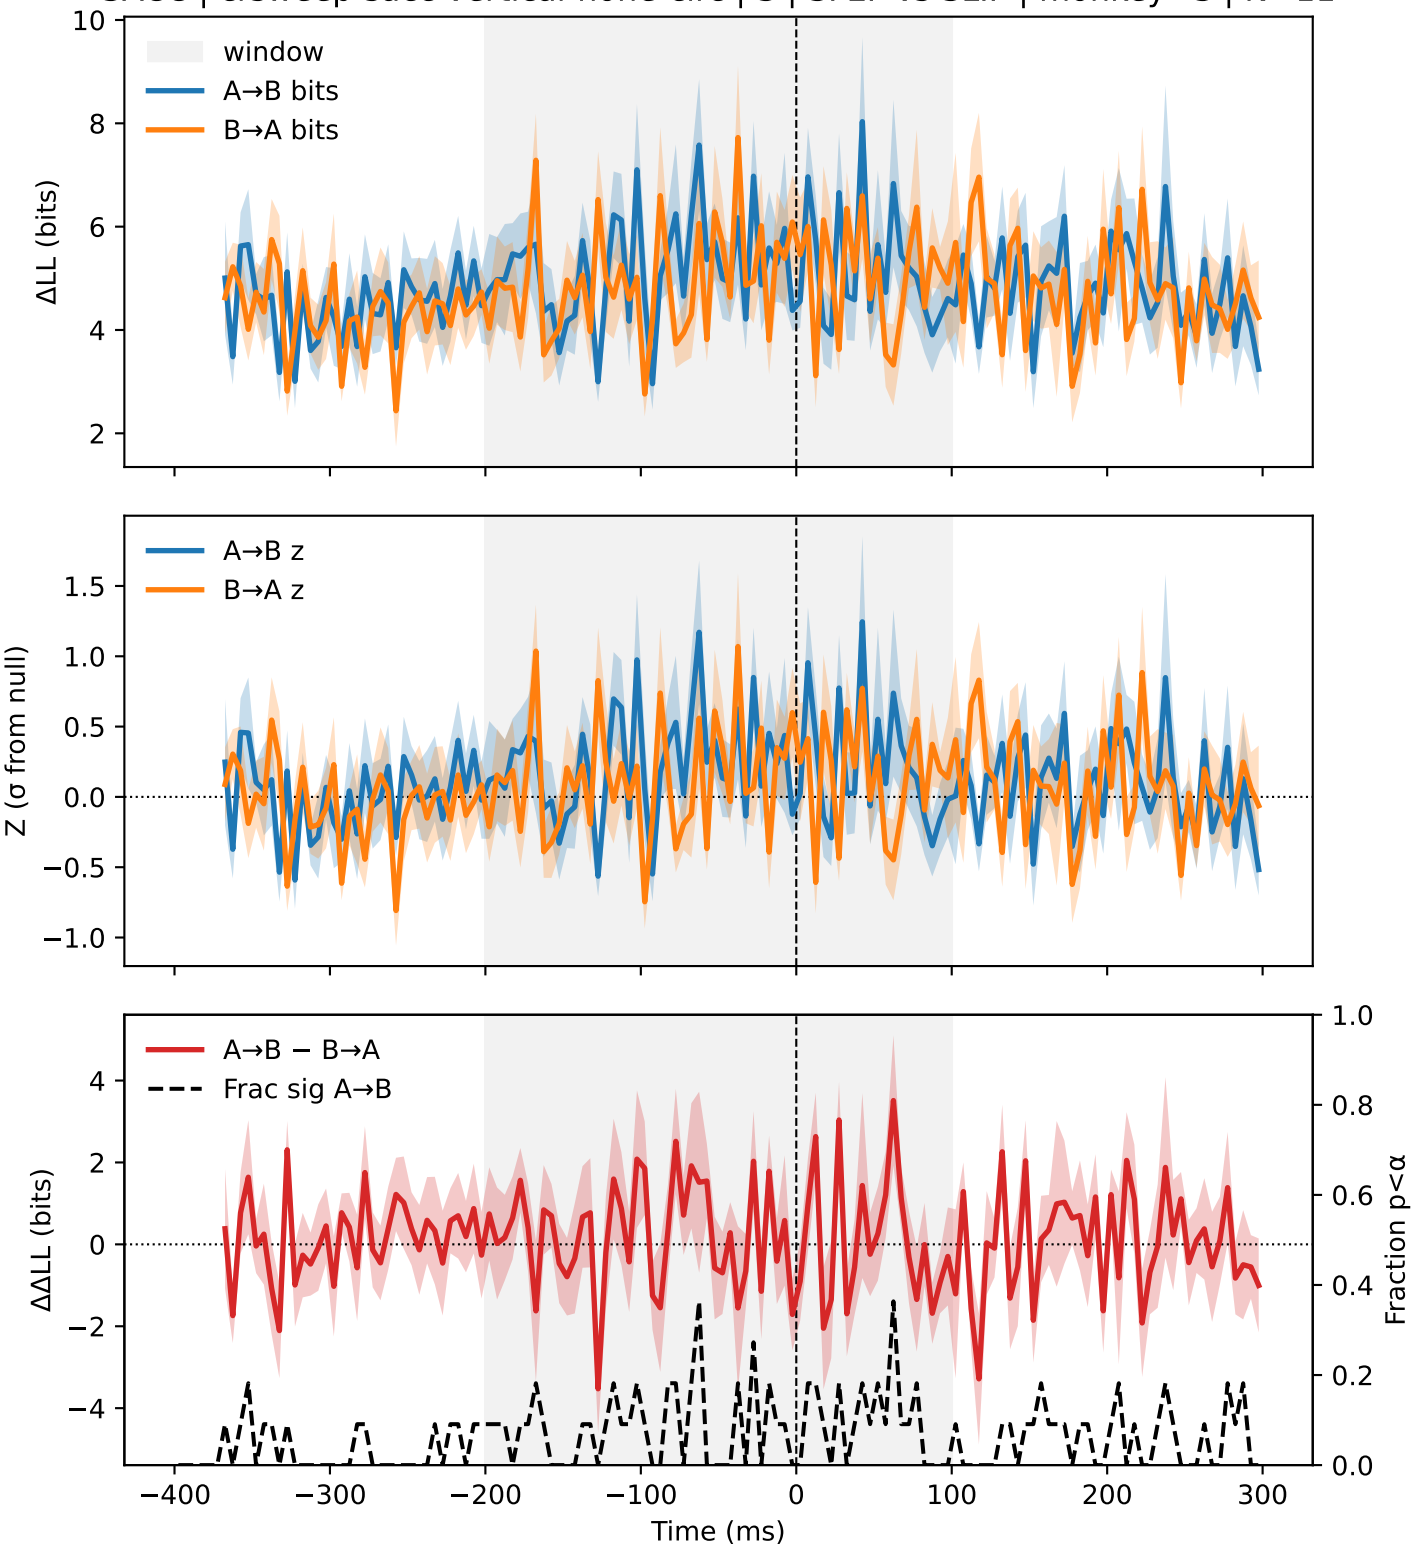 10
8
6
4
2
ΔLL (bits)
window
A→B bits
B→A bits
1.5
1.0
0.5
0.0
−0.5
−1.0
Z (σ from null)
A→B z
B→A z
4
2
0
−2
−4
ΔΔLL (bits)
A→B − B→A
Frac sig A→B
1.0
0.8
0.6
0.4
0.2
0.0
Fraction p<α
−400 −300 −200 −100 0 100 200 300
Time (ms)